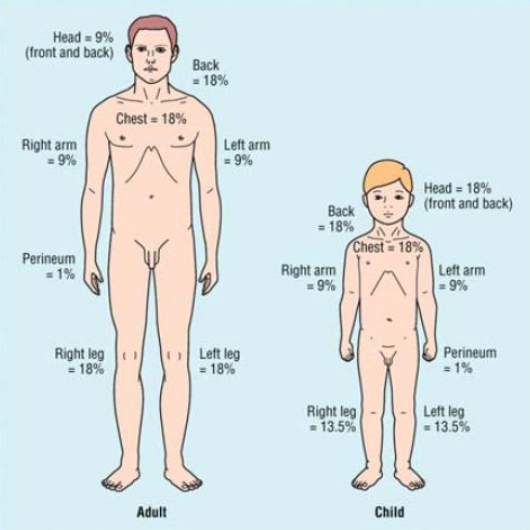 Head = 9%
(front and back)
Back
= 18%
Chest = 18%
Right arm
= 9%
Left arm
= 9%
Perineum
= 1%
Right leg
= 18%
Left leg
= 18%
Adult
Head = 18%
(front and back)
Back
= 18%
Chest = 18%
Right arm
= 9%
Left arm
= 9%
Perineum
= 1%
Right leg
= 13.5%
Left leg
= 13.5%
Child